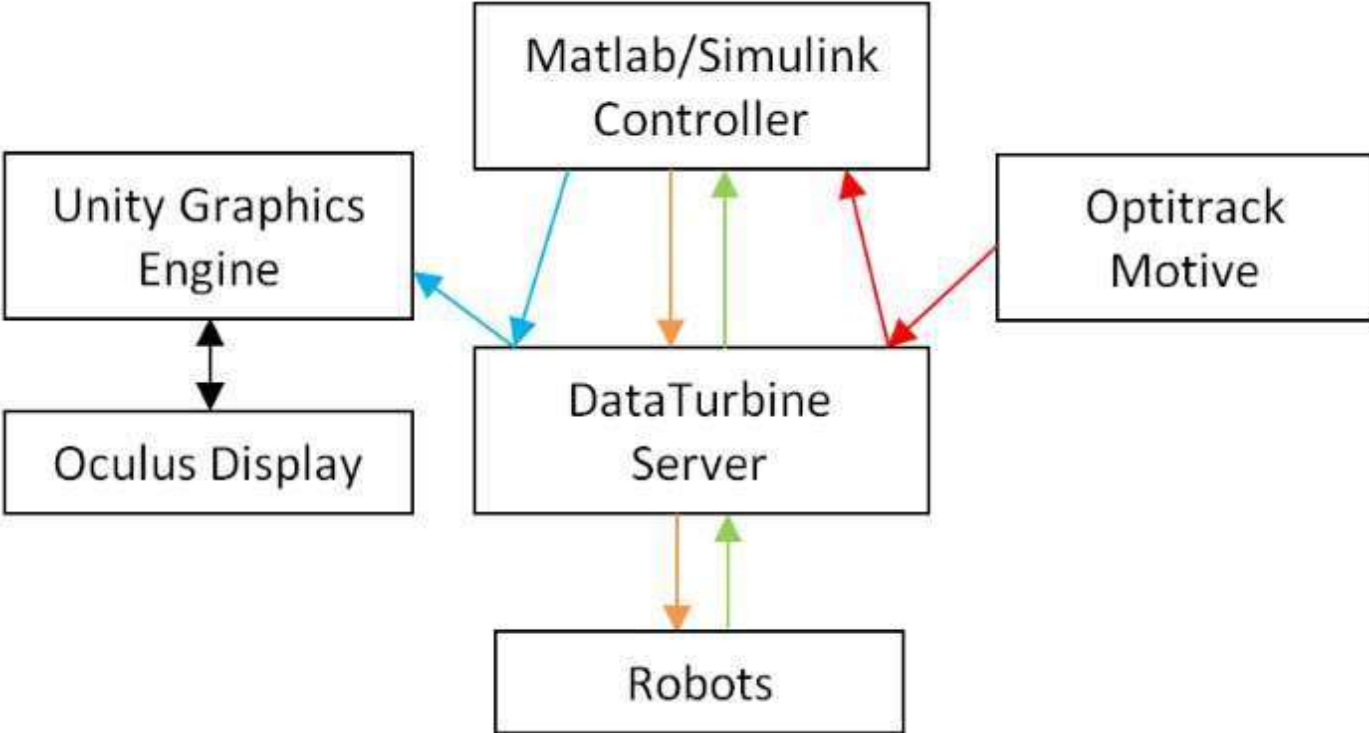 Matlab/Simulink
Controller
Unity Graphics
Engine
Optitrack
Motive
DataTurbine
Server
Oculus Display
Robots